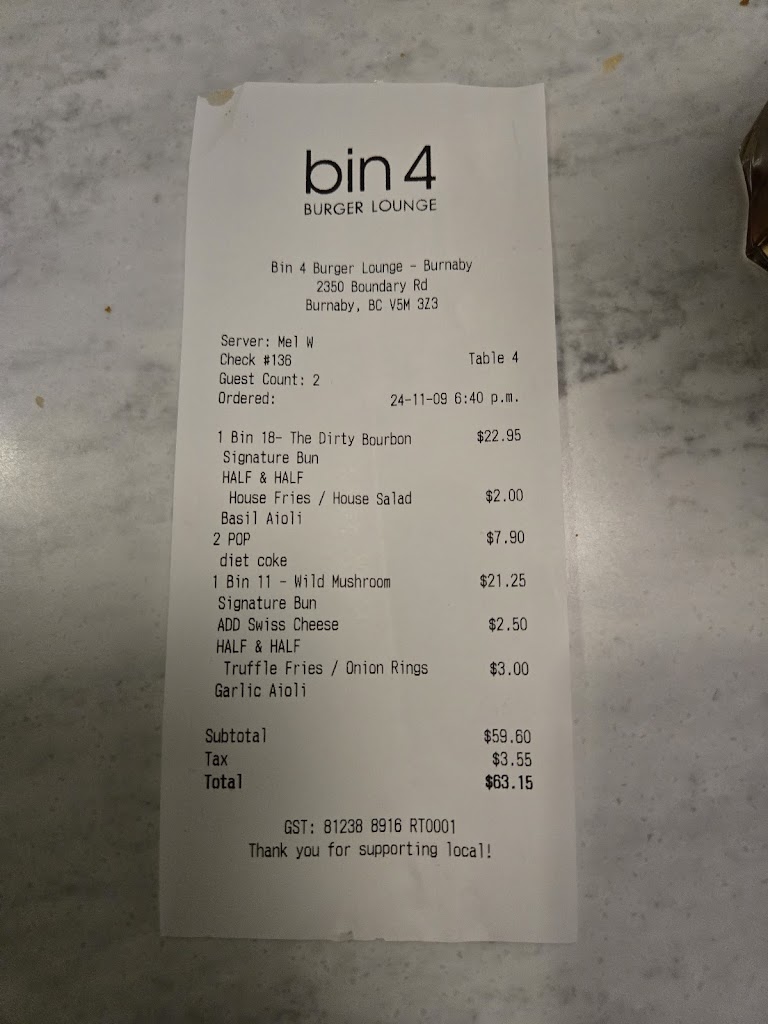 bin 4
BURGER LOUNGE
Bin 4 Burger Lounge - Burnaby
2350 Boundary Rd
Burnaby, BC V5M 3Z3
Server: Mel W
Check #136 Table 4
Guest Count: 2
Ordered: 24-11-09 6:40 p.m.
1 Bin 18- The Dirty Bourbon $22.95
Signature Bun
HALF & HALF
House Fries / House Salad $2.00
Basil Aioli
2 POP $7.90
diet coke
1 Bin 11 - Wild Mushroom $21.25
Signature Bun
ADD Swiss Cheese $2.50
HALF & HALF
Truffle Fries / Onion Rings $3.00
Garlic Aioli
Subtotal $59.60
Tax $3.55
Total $63.15
GST: 81238 8916 RT0001
Thank you for supporting local!